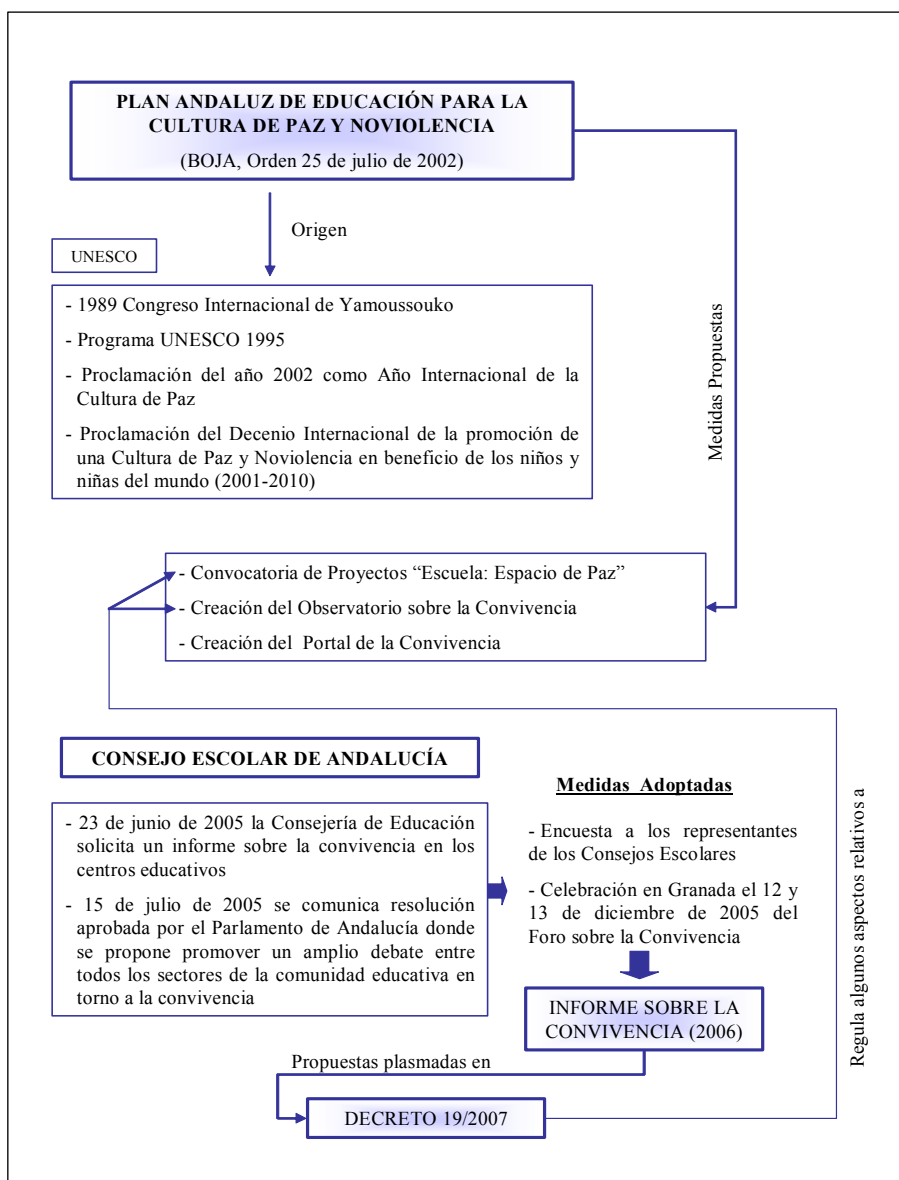 PLAN ANDALUZ DE EDUCACIÓN PARA LA
CULTURA DE PAZ Y NOVIOLENCIA
(BOJA, Orden 25 de julio de 2002)
Origen
UNESCO
- 1989 Congreso Internacional de Yamoussouko
- Programa UNESCO 1995
- Proclamación del año 2002 como Año Internacional de la
Cultura de Paz
- Proclamación del Decenio Internacional de la promoción de
una Cultura de Paz y Noviolencia en beneficio de los niños y
niñas del mundo (2001-2010)
Medidas Propuestas
- Convocatoria de Proyectos “Escuela: Espacio de Paz”
- Creación del Observatorio sobre la Convivencia
- Creación del Portal de la Convivencia
CONSEJO ESCOLAR DE ANDALUCÍA
- 23 de junio de 2005 la Consejería de Educación
solicita un informe sobre la convivencia en los
centros educativos
- 15 de julio de 2005 se comunica resolución
aprobada por el Parlamento de Andalucía donde
se propone promover un amplio debate entre
todos los sectores de la comunidad educativa en
torno a la convivencia
Medidas Adoptadas
- Encuesta a los representantes
de los Consejos Escolares
- Celebración en Granada el 12 y
13 de diciembre de 2005 del
Foro sobre la Convivencia
INFORME SOBRE LA
CONVIVENCIA (2006)
Propuestas plasmadas en
DECRETO 19/2007
Regula algunos aspectos relativos a